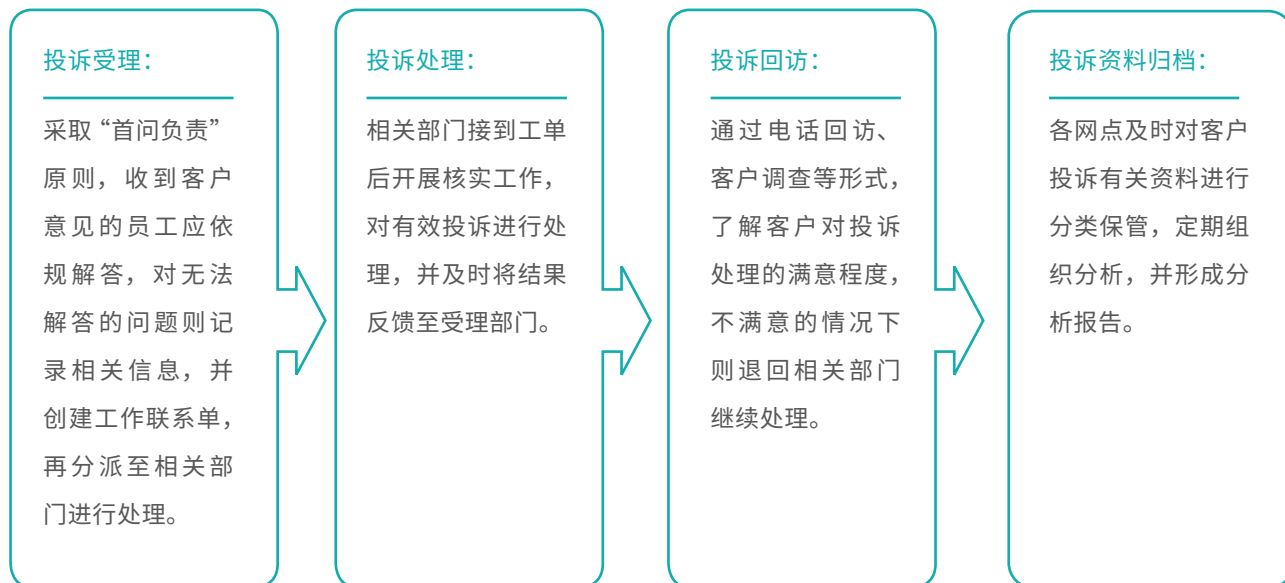 投诉受理：
采取“首问负责”
原则，收到客户
意见的员工应依
规解答，对无法
解答的问题则记
录相关信息，并
创建工作联系单，
再分派至相关部
门进行处理。
投诉处理：
相关部门接到工单
后开展核实工作，
对有效投诉进行处
理，并及时将结果
反馈至受理部门。
投诉回访：
通过电话回访、
客户调查等形式，
了解客户对投诉
处理的满意程度，
不满意的情况下
则退回相关部门
继续处理。
投诉资料归档：
各网点及时对客户
投诉有关资料进行
分类保管，定期组
织分析，并形成分
析报告。